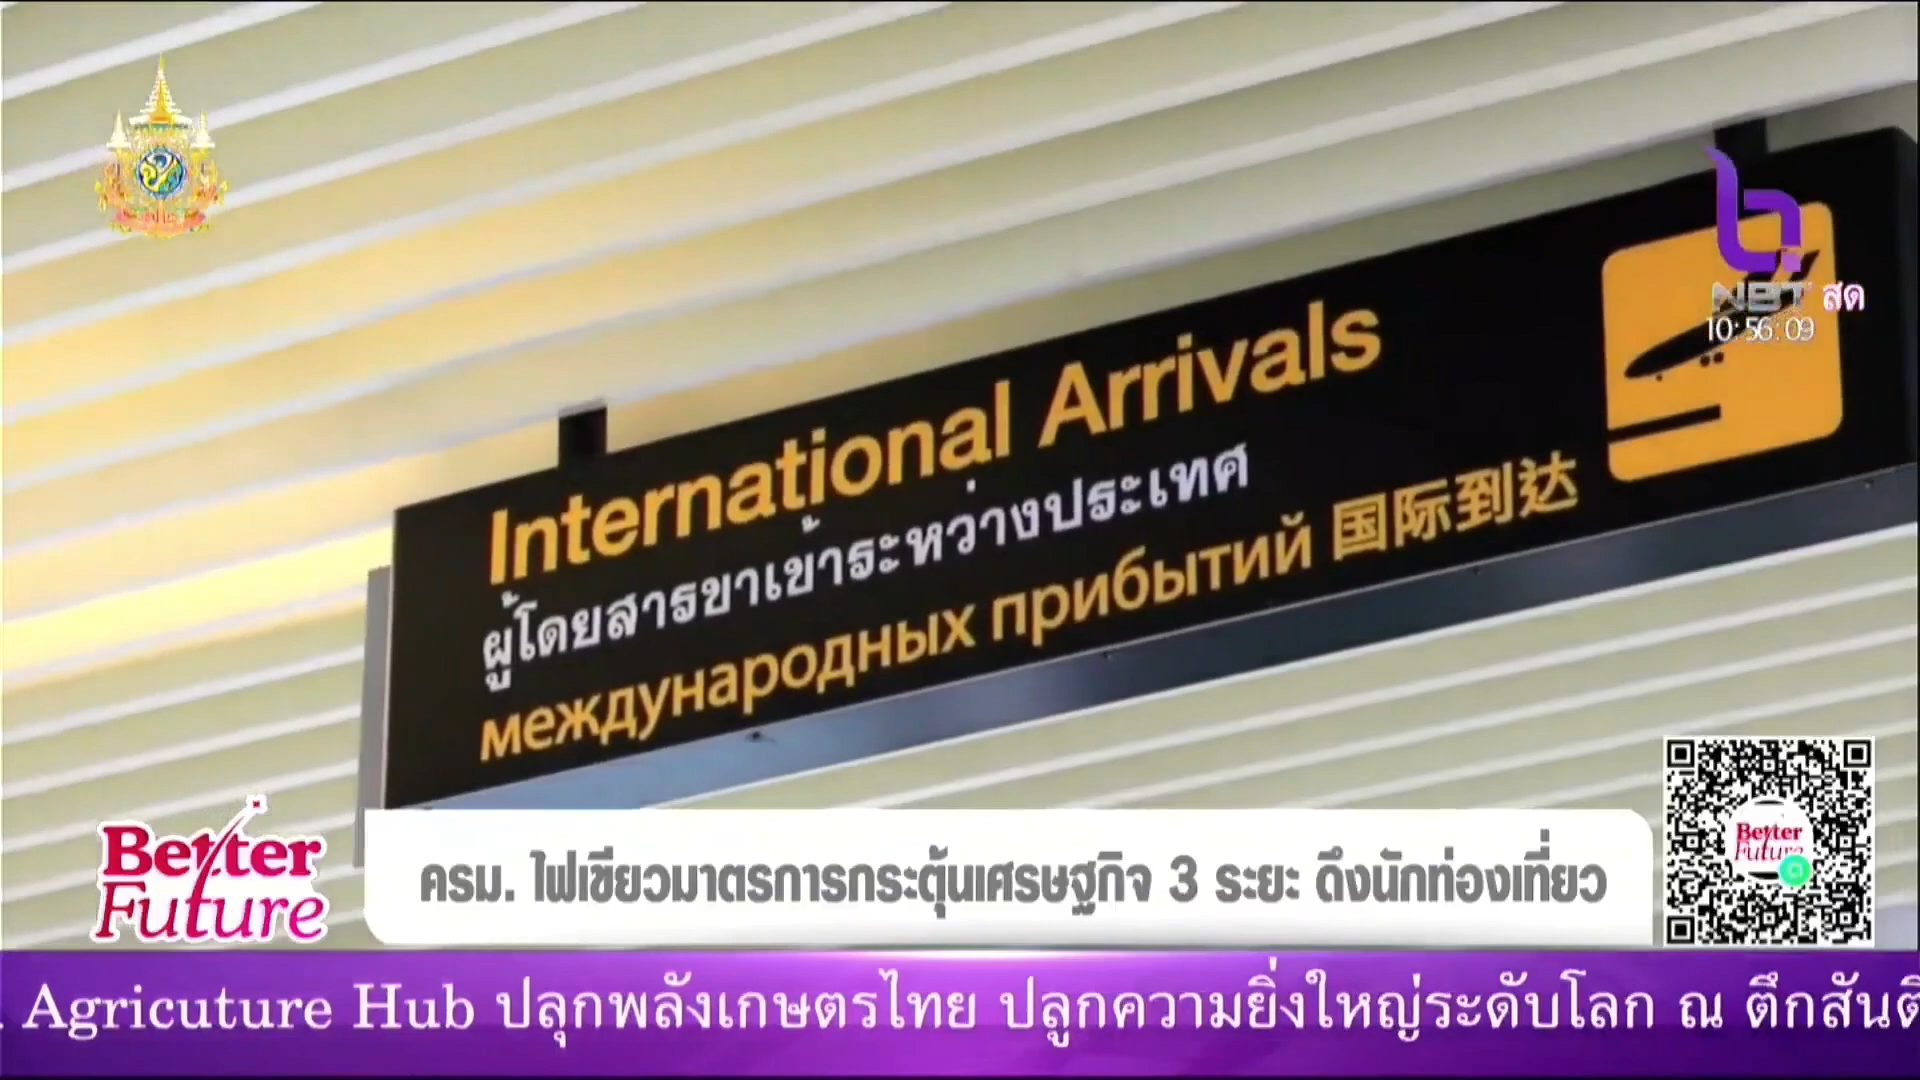 NBT สด
10:56:09
International Arrivals
ผู้โดยสารขาเข้าระหว่างประเทศ
международных прибытий 国际到达
Better
Future
ครม. ไฟเขียวมาตรการกระตุ้นเศรษฐกิจ 3 ระยะ ดึงนักท่องเที่ยว
Better
Future
Agricuture Hub ปลุกพลังเกษตรไทย ปลูกความยิ่งใหญ่ระดับโลก ณ ตึกสันติ